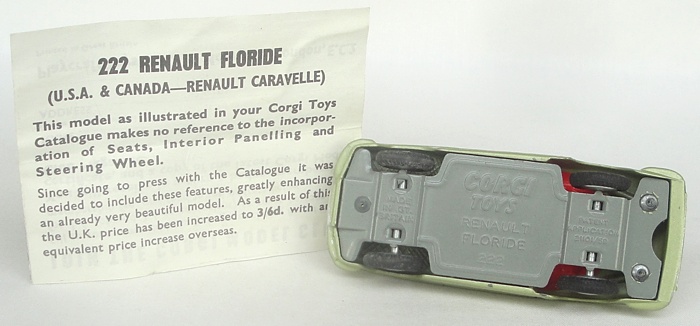 222 RENAULT FLORIDE
(U.S.A. & CANADA—RENAULT CARAVELLE)
This model as illustrated in your Corgi Toys
Catalogue makes no reference to the incorpor-
ation of Seats, Interior Panelling and
Steering Wheel.
Since going to press with the Catalogue it was
decided to include these features, greatly enhancing
an already very beautiful model. As a result of this
the U.K. price has been increased to 3/6d. with an
equivalent price increase overseas.
CORGI
TOYS
RENAULT
FLORIDE
222